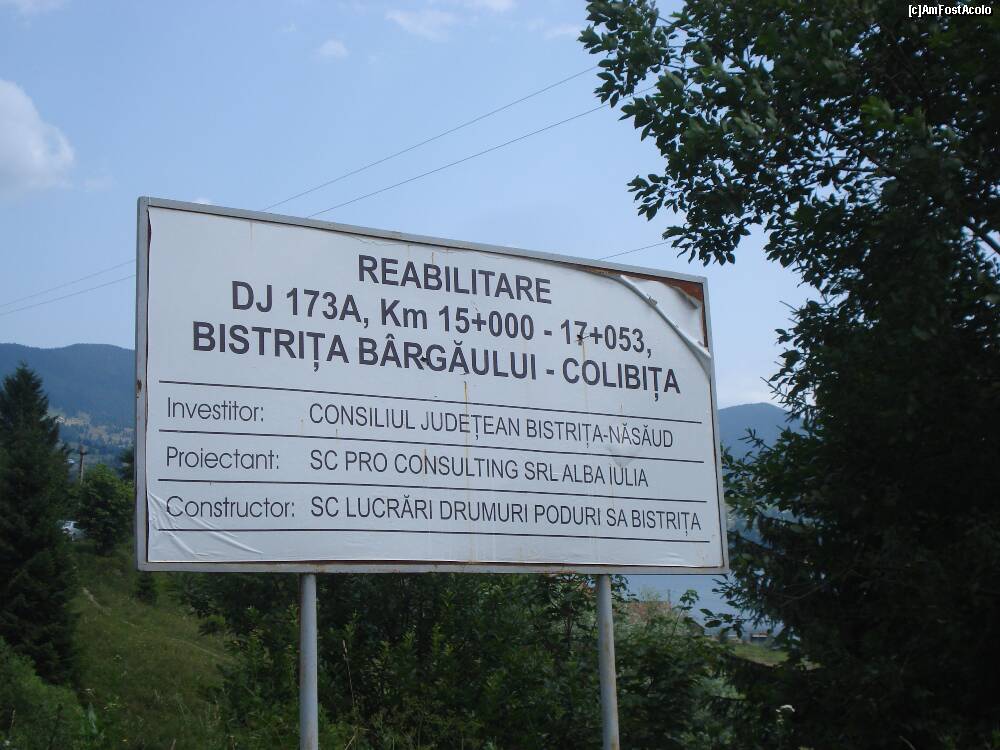 [c]AmFostAcolo
REABILITARE
DJ 173A, Km 15+000 - 17+053,
BISTRIȚA BÂRGĂULUI - COLIBIȚA
Investitor: CONSILIUL JUDEȚEAN BISTRIȚA-NĂSĂUD
Proiectant: SC PRO CONSULTING SRL ALBA IULIA
Constructor: SC LUCRĂRI DRUMURI PODURI SA BISTRIȚA